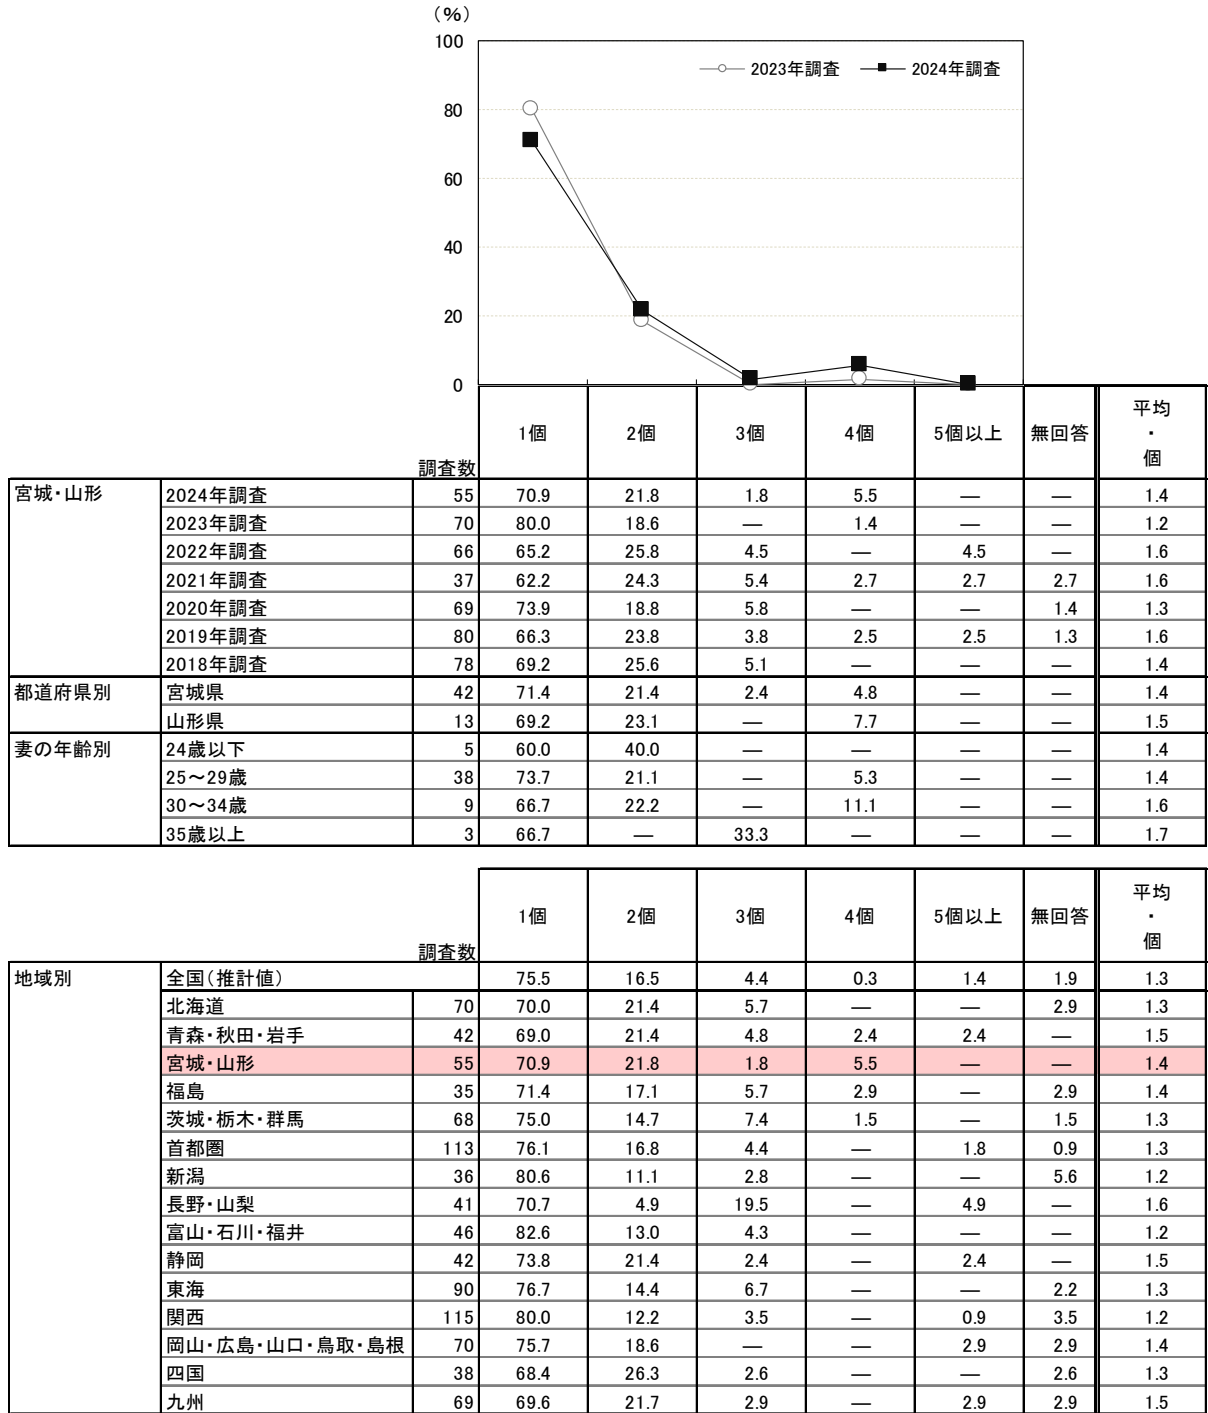 （%）
100
80
60
40
20
0
2023年調査 2024年調査
調査数 1個 2個 3個 4個 5個以上 無回答 平均・個
宮城・山形 2024年調査 55 70.9 21.8 1.8 5.5 — — 1.4
2023年調査 70 80.0 18.6 — 1.4 — — 1.2
2022年調査 66 65.2 25.8 4.5 — 4.5 — 1.6
2021年調査 37 62.2 24.3 5.4 2.7 2.7 2.7 1.6
2020年調査 69 73.9 18.8 5.8 — — 1.4 1.3
2019年調査 80 66.3 23.8 3.8 2.5 2.5 1.3 1.6
2018年調査 78 69.2 25.6 5.1 — — — 1.4
都道府県別 宮城県 42 71.4 21.4 2.4 4.8 — — 1.4
山形県 13 69.2 23.1 — 7.7 — — 1.5
妻の年齢別 24歳以下 5 60.0 40.0 — — — — 1.4
25～29歳 38 73.7 21.1 — 5.3 — — 1.4
30～34歳 9 66.7 22.2 — 11.1 — — 1.6
35歳以上 3 66.7 — 33.3 — — — 1.7
調査数 1個 2個 3個 4個 5個以上 無回答 平均・個
地域別 全国（推計値） 75.5 16.5 4.4 0.3 1.4 1.9 1.3
北海道 70 70.0 21.4 5.7 — — 2.9 1.3
青森・秋田・岩手 42 69.0 21.4 4.8 2.4 2.4 — 1.5
宮城・山形 55 70.9 21.8 1.8 5.5 — — 1.4
福島 35 71.4 17.1 5.7 2.9 — 2.9 1.4
茨城・栃木・群馬 68 75.0 14.7 7.4 1.5 — 1.5 1.3
首都圏 113 76.1 16.8 4.4 — 1.8 0.9 1.3
新潟 36 80.6 11.1 2.8 — — 5.6 1.2
長野・山梨 41 70.7 4.9 19.5 — 4.9 — 1.6
富山・石川・福井 46 82.6 13.0 4.3 — — — 1.2
静岡 42 73.8 21.4 2.4 — 2.4 — 1.5
東海 90 76.7 14.4 6.7 — — 2.2 1.3
関西 115 80.0 12.2 3.5 — 0.9 3.5 1.2
岡山・広島・山口・鳥取・島根 70 75.7 18.6 — — 2.9 2.9 1.4
四国 38 68.4 26.3 2.6 — — 2.6 1.3
九州 69 69.6 21.7 2.9 — 2.9 2.9 1.5